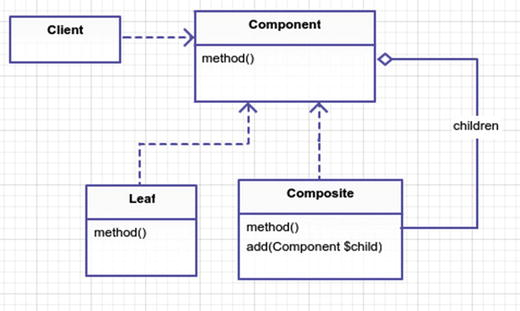 Client
Component
method()
children
Leaf
method()
Composite
method()
add(Component $child)